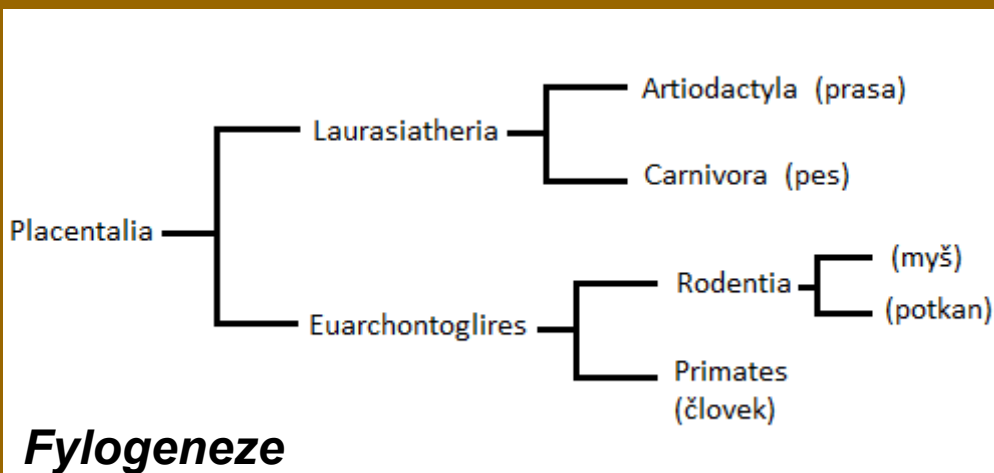 Artiodactyla (prasa)
Laurasiatheria
Carnivora (pes)
Placentalia
(myš)
Rodentia
(potkan)
Euarchontoglires
Primates
(človek)
Fylogeneze